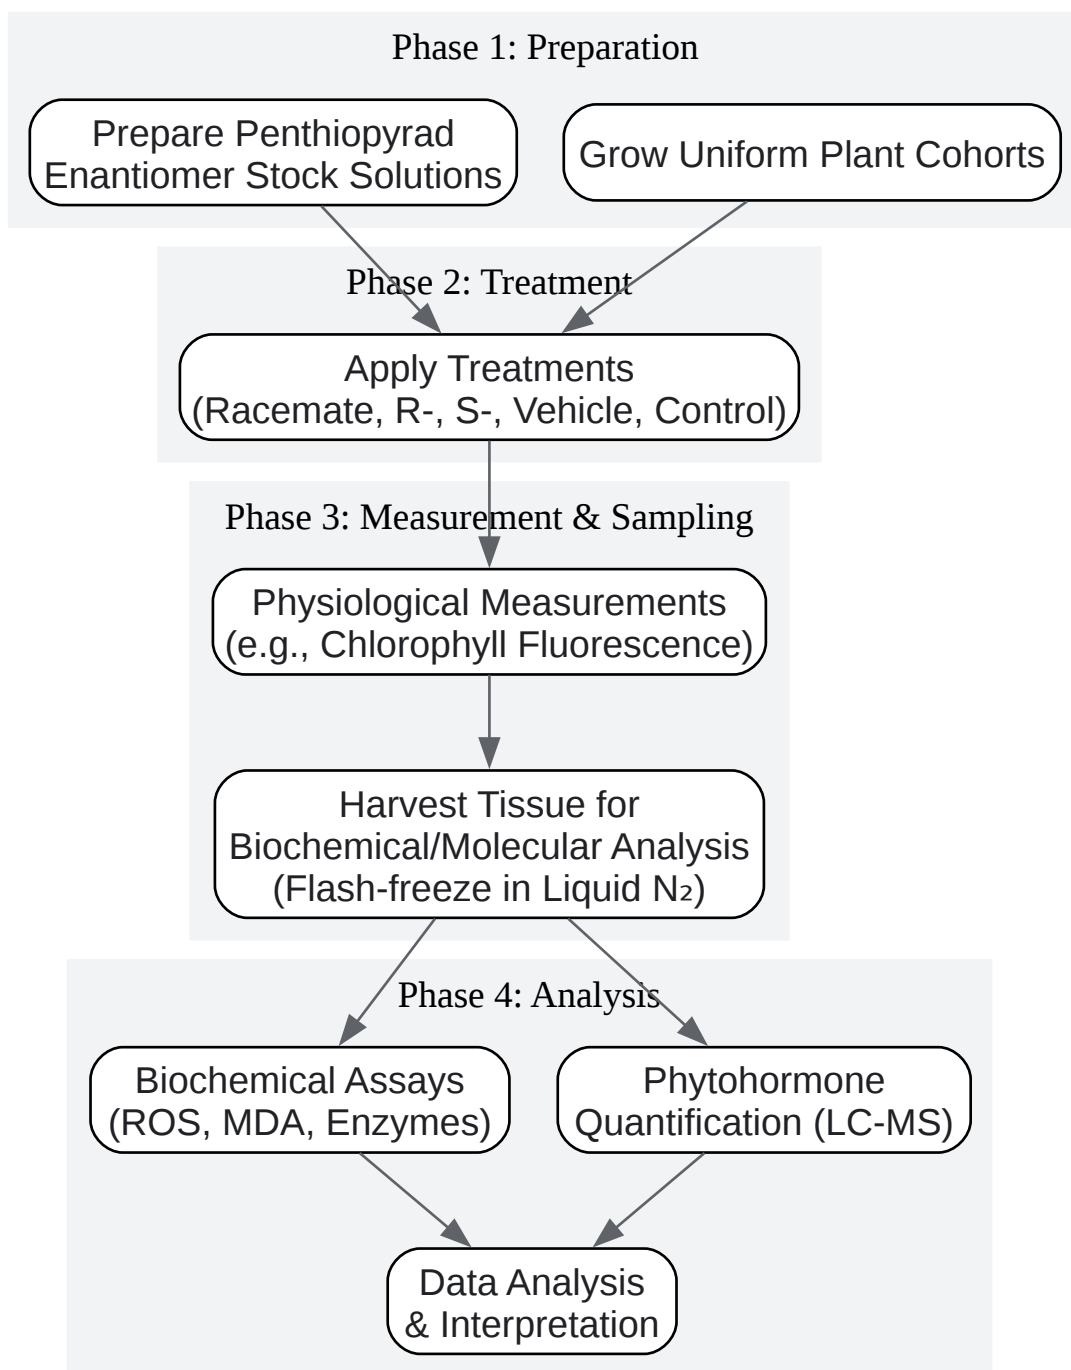 Phase 1: Preparation
Prepare Penthiopyrad
Enantiomer Stock Solutions
Grow Uniform Plant Cohorts
Phase 2: Treatment
Apply Treatments
(Racemate, R-, S-, Vehicle, Control)
Phase 3: Measurement & Sampling
Physiological Measurements
(e.g., Chlorophyll Fluorescence)
Harvest Tissue for
Biochemical/Molecular Analysis
(Flash-freeze in Liquid N₂)
Phase 4: Analysis
Biochemical Assays
(ROS, MDA, Enzymes)
Phytohormone
Quantification (LC-MS)
Data Analysis
& Interpretation